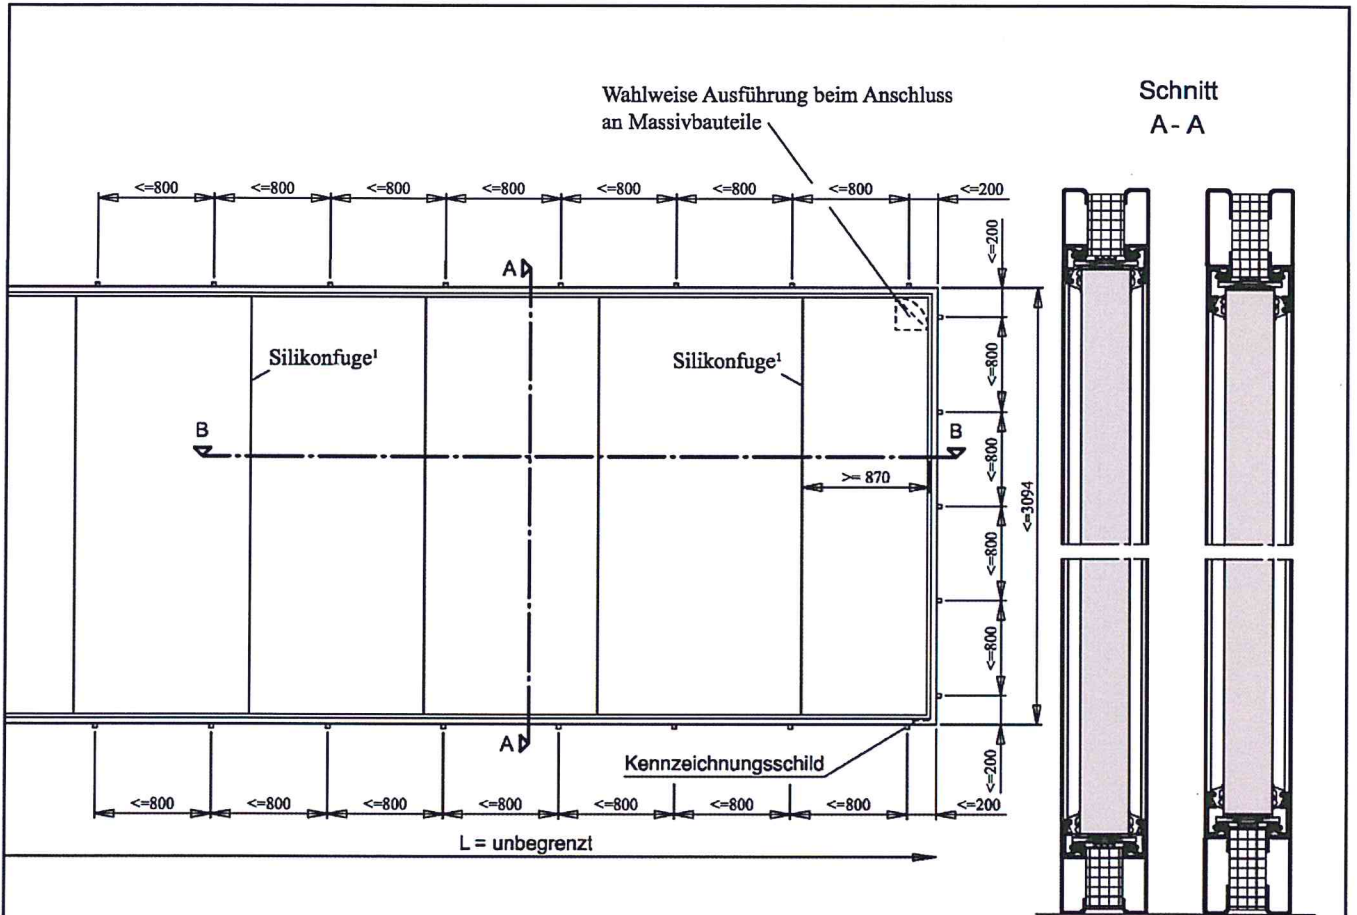 Wahlweise Ausführung beim Anschluss
an Massivbauteile
Schnitt
A - A
<=800 <=800 <=800 <=800 <=800 <=800 <=800 <=200
<=200
A
Silikonfuge¹ Silikonfuge¹
<=800
B B
<=800
>= 870
<=3094
<=800
<=800
A
Kennzeichnungsschild
<=200
<=800 <=800 <=800 <=800 <=800 <=800 <=800 <=200
L = unbegrenzt